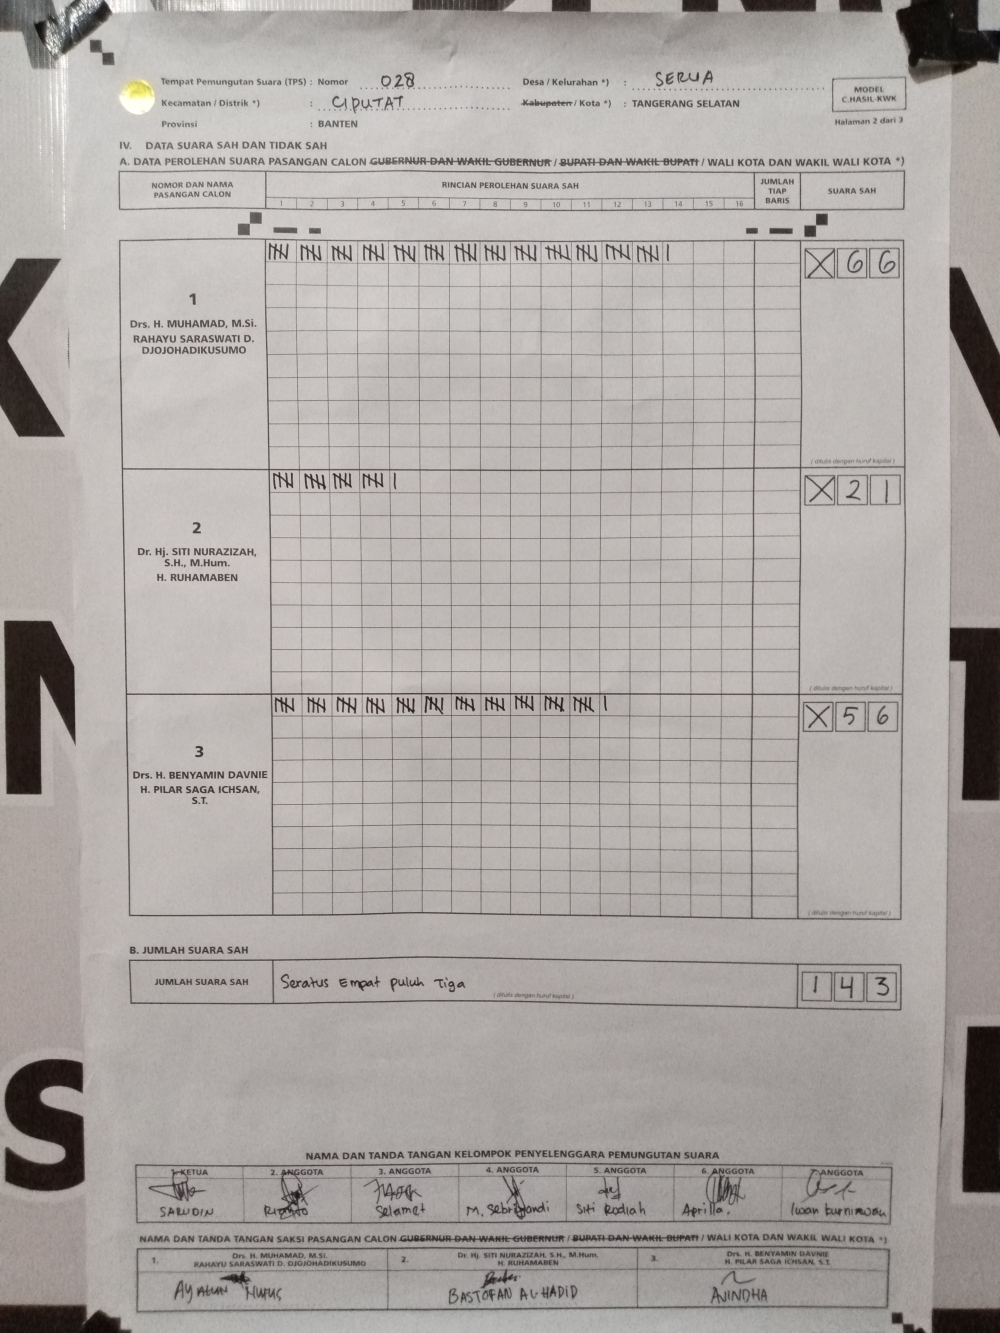 Tempat Pemungutan Suara (TPS) : Nomor 028 Desa / Kelurahan *) : SERUA
Kecamatan / Distrik *) : CIPUTAT Kabupaten / Kota *) : TANGERANG SELATAN
Provinsi : BANTEN
MODEL
C.HASIL-KWK
Halaman 2 dari 3
IV. DATA SUARA SAH DAN TIDAK SAH
A. DATA PEROLEHAN SUARA PASANGAN CALON GUBERNUR DAN WAKIL GUBERNUR / BUPATI DAN WAKIL BUPATI / WALI KOTA DAN WAKIL WALI KOTA *)
NOMOR DAN NAMA
PASANGAN CALON
RINCIAN PEROLEHAN SUARA SAH
1 2 3 4 5 6 7 8 9 10 11 12 13 14 15 16
JUMLAH
TIAP
BARIS
SUARA SAH
1
Drs. H. MUHAMAD, M.Si.
RAHAYU SARASWATI D.
DJOJOHADIKUSUMO
X 6 6
( ditulis dengan huruf kapital )
2
Dr. Hj. SITI NURAZIZAH,
S.H., M.Hum.
H. RUHAMABEN
X 2 1
( ditulis dengan huruf kapital )
3
Drs. H. BENYAMIN DAVNIE
H. PILAR SAGA ICHSAN,
S.T.
X 5 6
( ditulis dengan huruf kapital )
B. JUMLAH SUARA SAH
JUMLAH SUARA SAH Seratus Empat Puluh Tiga 1 4 3
( ditulis dengan huruf kapital )
NAMA DAN TANDA TANGAN KELOMPOK PENYELENGGARA PEMUNGUTAN SUARA
1. KETUA 2. ANGGOTA 3. ANGGOTA 4. ANGGOTA 5. ANGGOTA 6. ANGGOTA ANGGOTA
SARUDIN Selamet Siti Rodiah Aprilla. Iwan kurniawan
NAMA DAN TANDA TANGAN SAKSI PASANGAN CALON GUBERNUR DAN WAKIL GUBERNUR / BUPATI DAN WAKIL BUPATI / WALI KOTA DAN WAKIL WALI KOTA *)
1. Drs. H. MUHAMAD, M.SI.
RAHAYU SARASWATI D. DJOJOHADIKUSUMO
2. Dr. Hj. SITI NURAZIZAH, S.H., M.Hum.
H. RUHAMABEN
3. Drs. H. BENYAMIN DAVNIE
H. PILAR SAGA ICHSAN, S.T.
NUFUS BASTOFAN AL-HADID AJINDHA